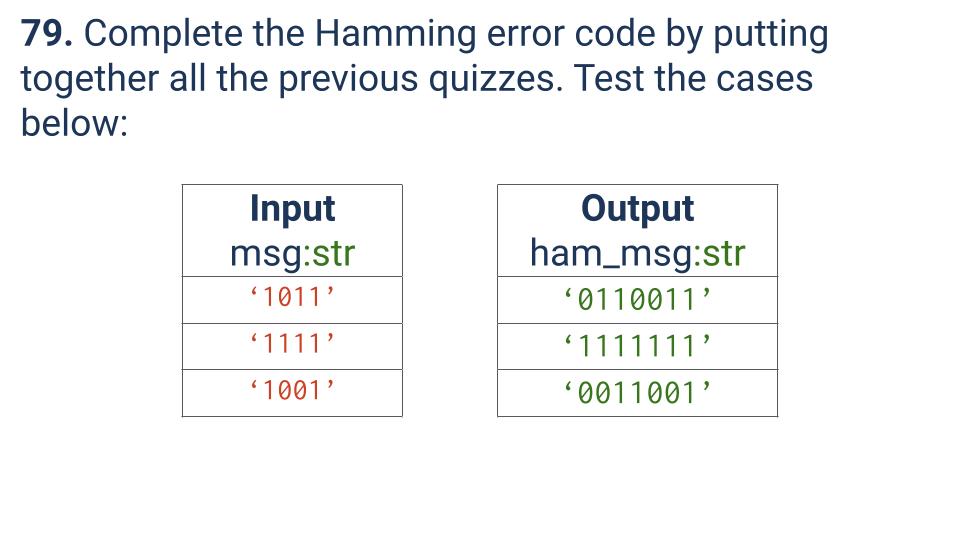 79. Complete the Hamming error code by putting
together all the previous quizzes. Test the cases
below:
Input
msg:str
‘1011’
‘1111’
‘1001’
Output
ham_msg:str
‘0110011’
‘1111111’
‘0011001’